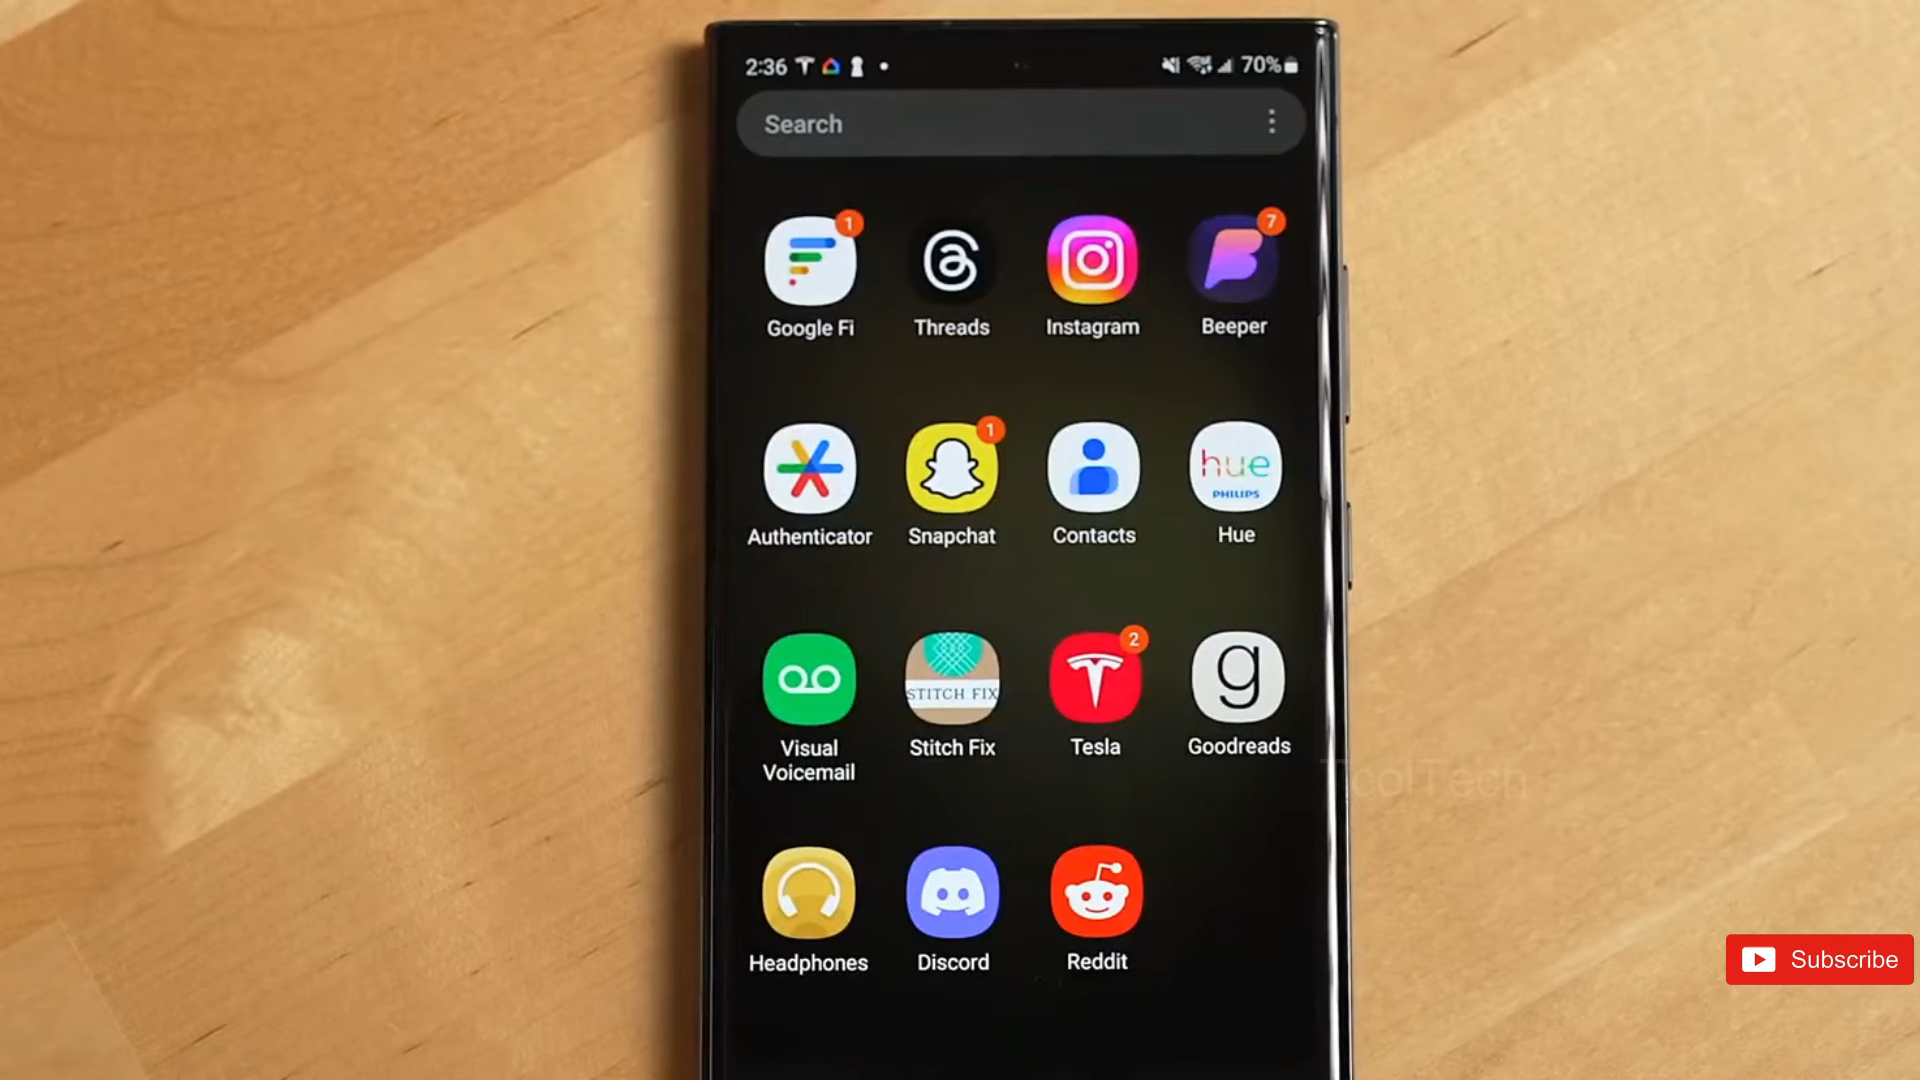 2:36
70%
Search
1
7
Google Fi
Threads
Instagram
Beeper
1
hue
PHILIPS
Authenticator
Snapchat
Contacts
Hue
2
STITCH FIX
g
Visual
Voicemail
Stitch Fix
Tesla
Goodreads
TcolTech
Headphones
Discord
Reddit
Subscribe